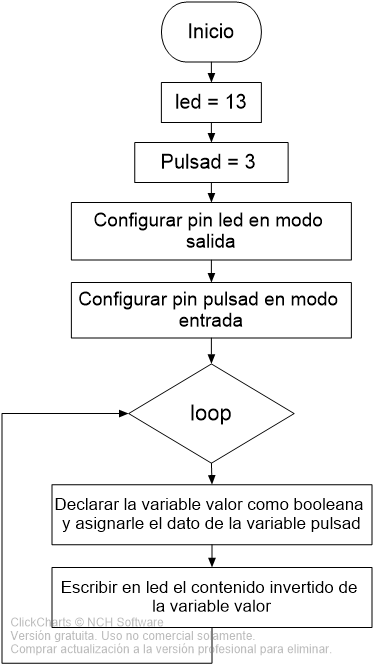 Inicio
led = 13
Pulsad = 3
Configurar pin led en modo
salida
Configurar pin pulsad en modo
entrada
loop
Declarar la variable valor como booleana
y asignarle el dato de la variable pulsad
Escribir en led el contenido invertido de
la variable valor
ClickCharts © NCH Software
Versión gratuita. Uso no comercial solamente.
Comprar actualización a la versión profesional para eliminar.